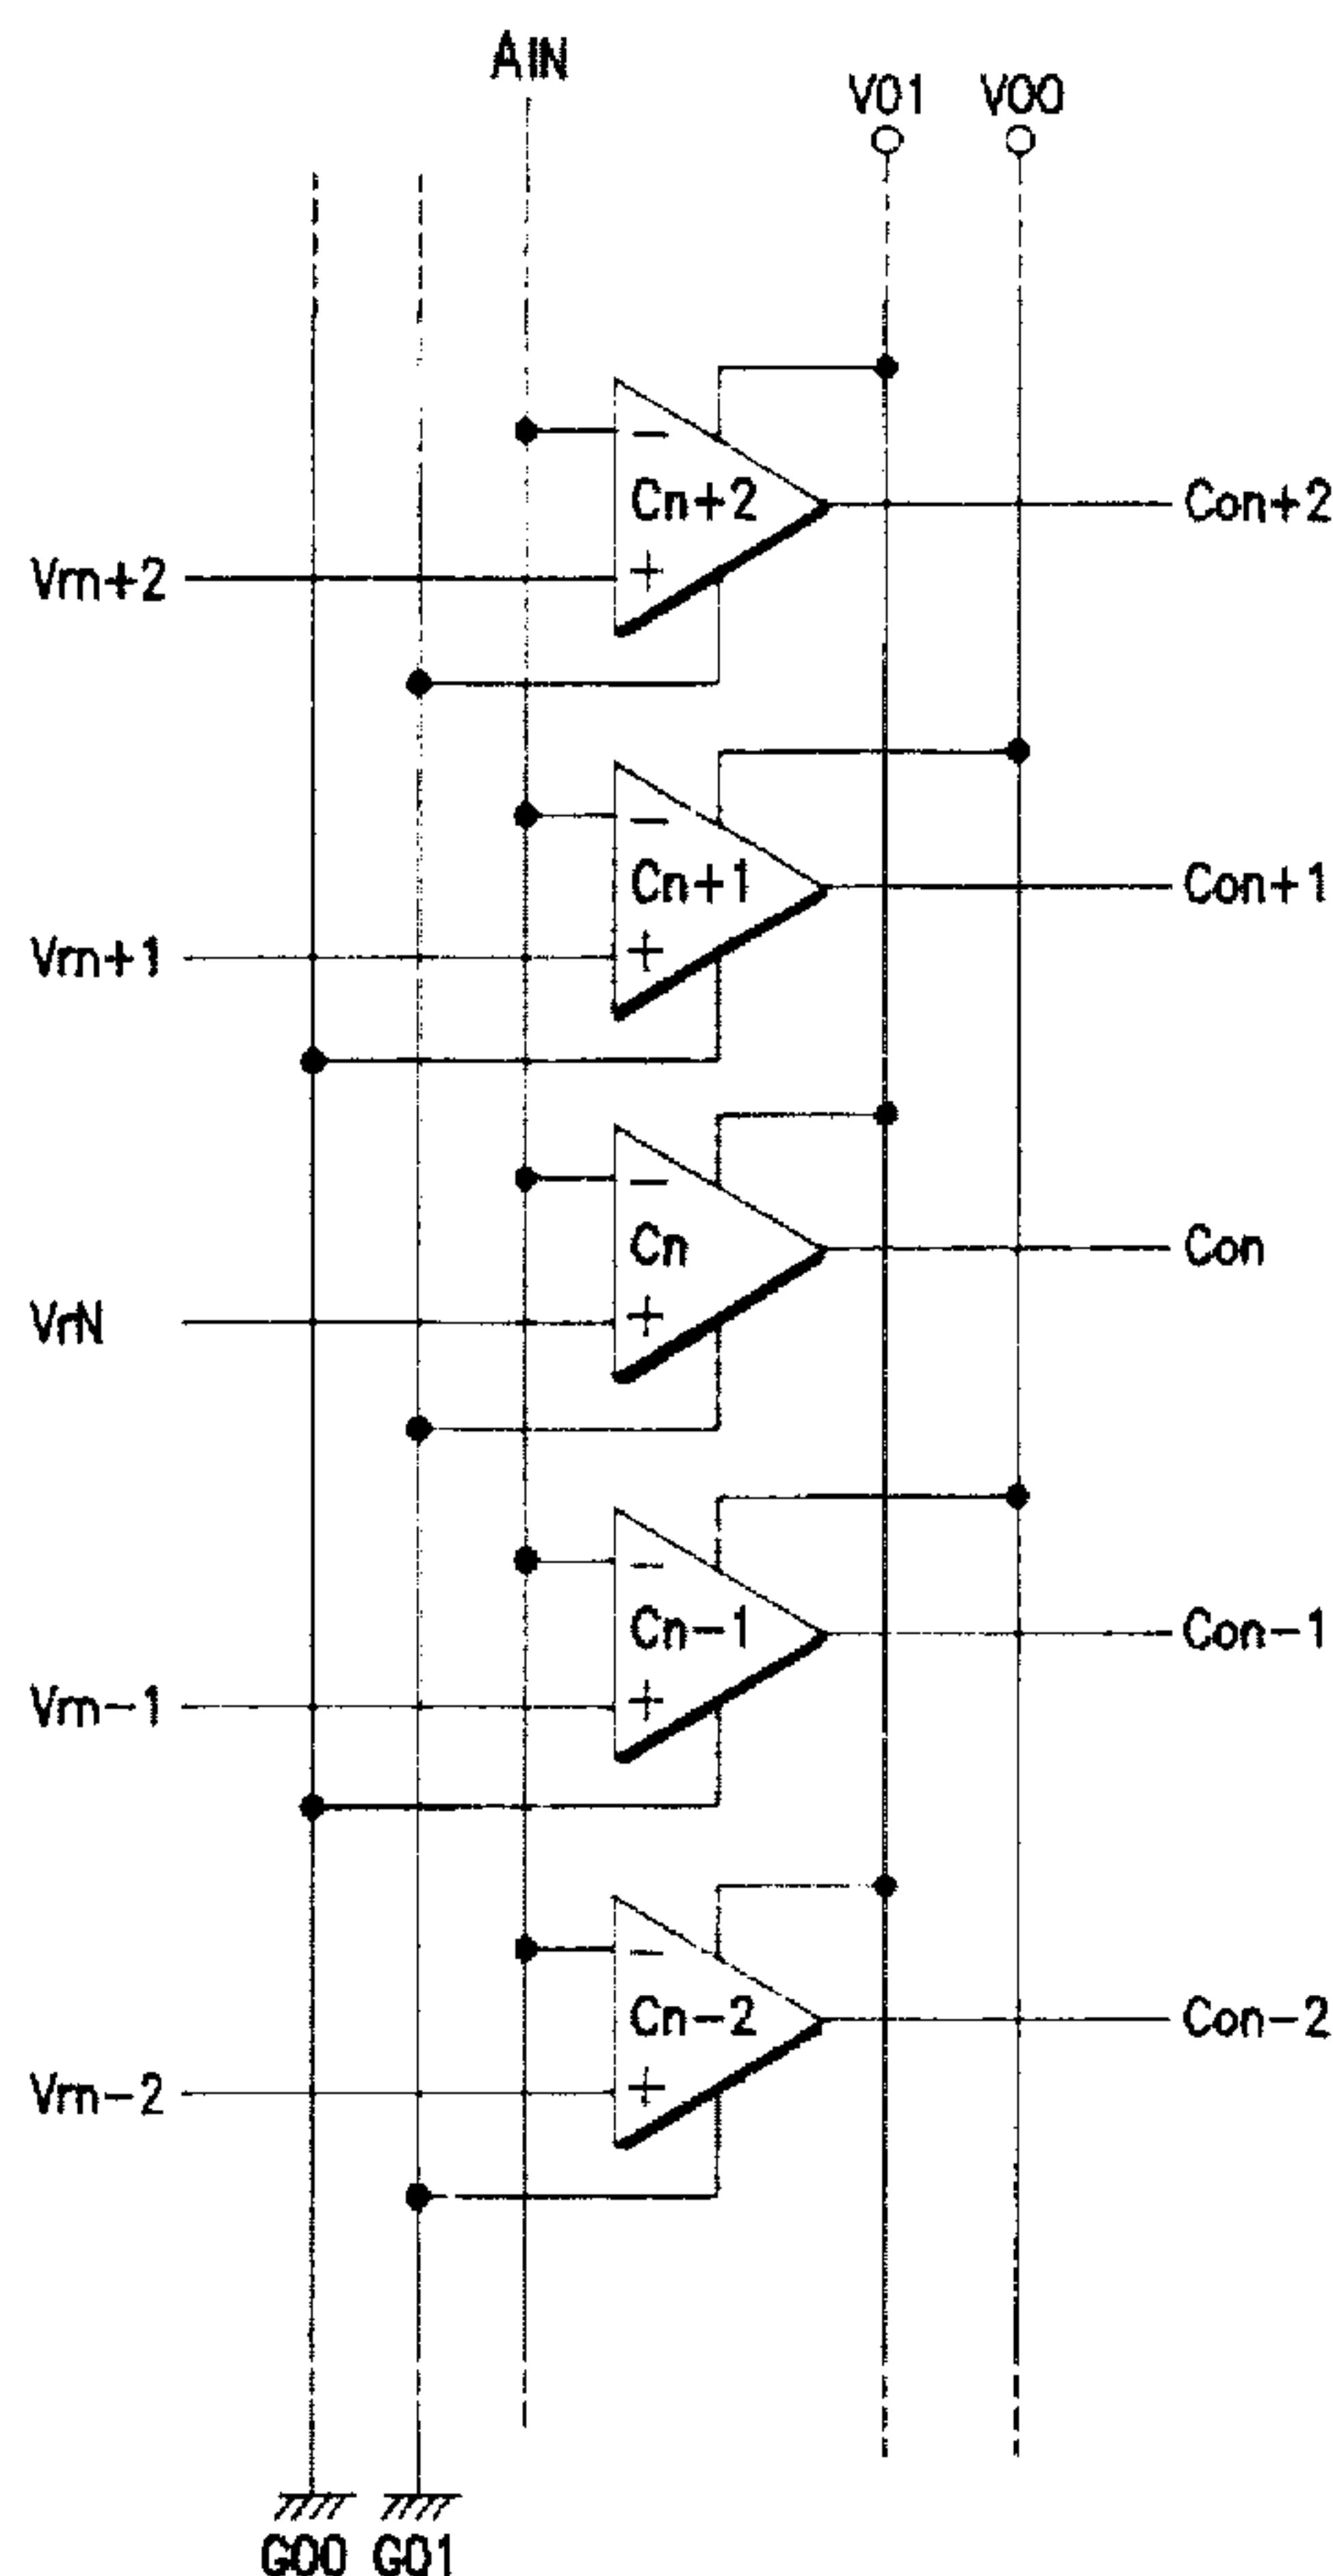 AIN
V01 V00
−
Cn+2
+
Con+2
Vrn+2
−
Cn+1
+
Con+1
Vrn+1
−
Cn
+
Con
VrN
−
Cn-1
+
Con-1
Vrn-1
−
Cn-2
+
Con-2
Vrn-2
G00 G01